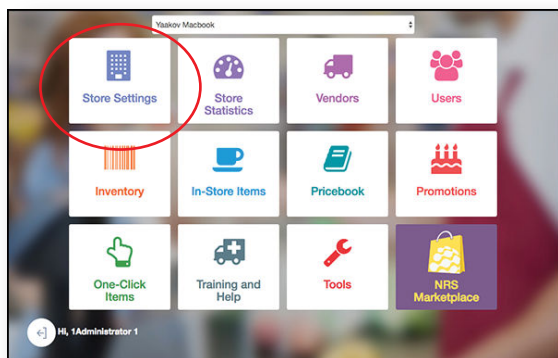 Yaakov Macbook
Store Settings
Store
Statistics
Vendors
Users
Inventory
In-Store Items
Pricebook
Promotions
One-Click
Items
Training and
Help
Tools
NRS
Marketplace
Hi, 1Administrator 1